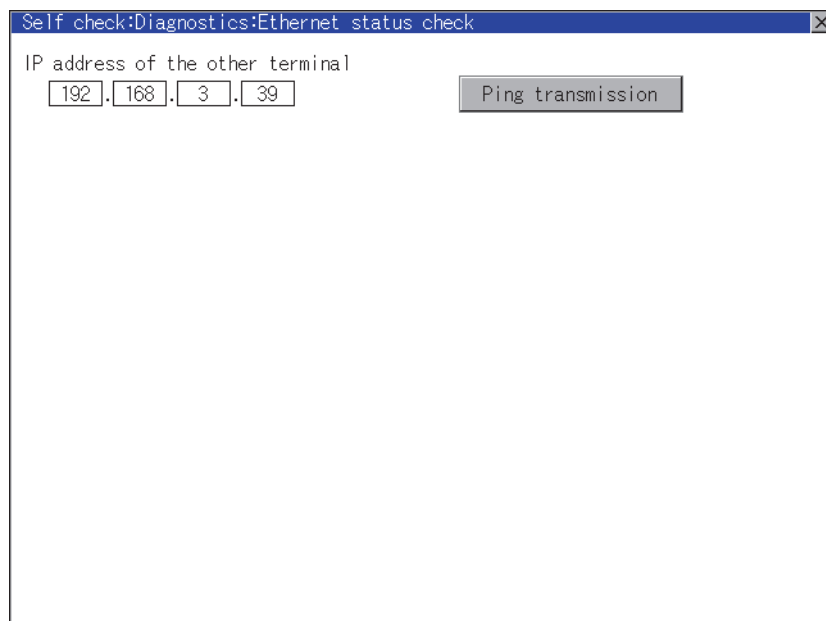 Self check:Diagnostics:Ethernet status check
IP address of the other terminal
192.168.3.39 Ping transmission